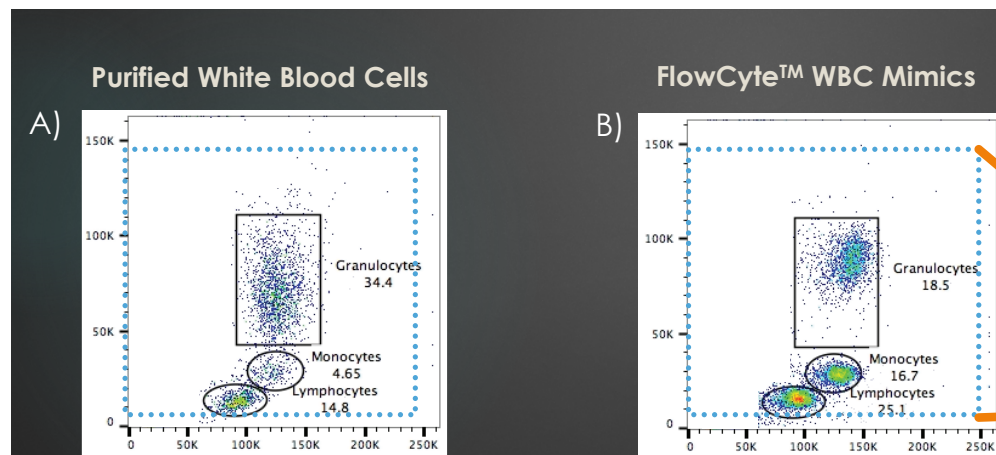 Purified White Blood Cells
FlowCyte™ WBC Mimics
A)
150K
100K
50K
0
Granulocytes
34.4
Monocytes
4.65
Lymphocytes
14.8
0K
50K
100K
150K
200K
250K
B)
150K
100K
50K
0
Granulocytes
18.5
Monocytes
16.7
Lymphocytes
25.1
0K
50K
100K
150K
200K
250K